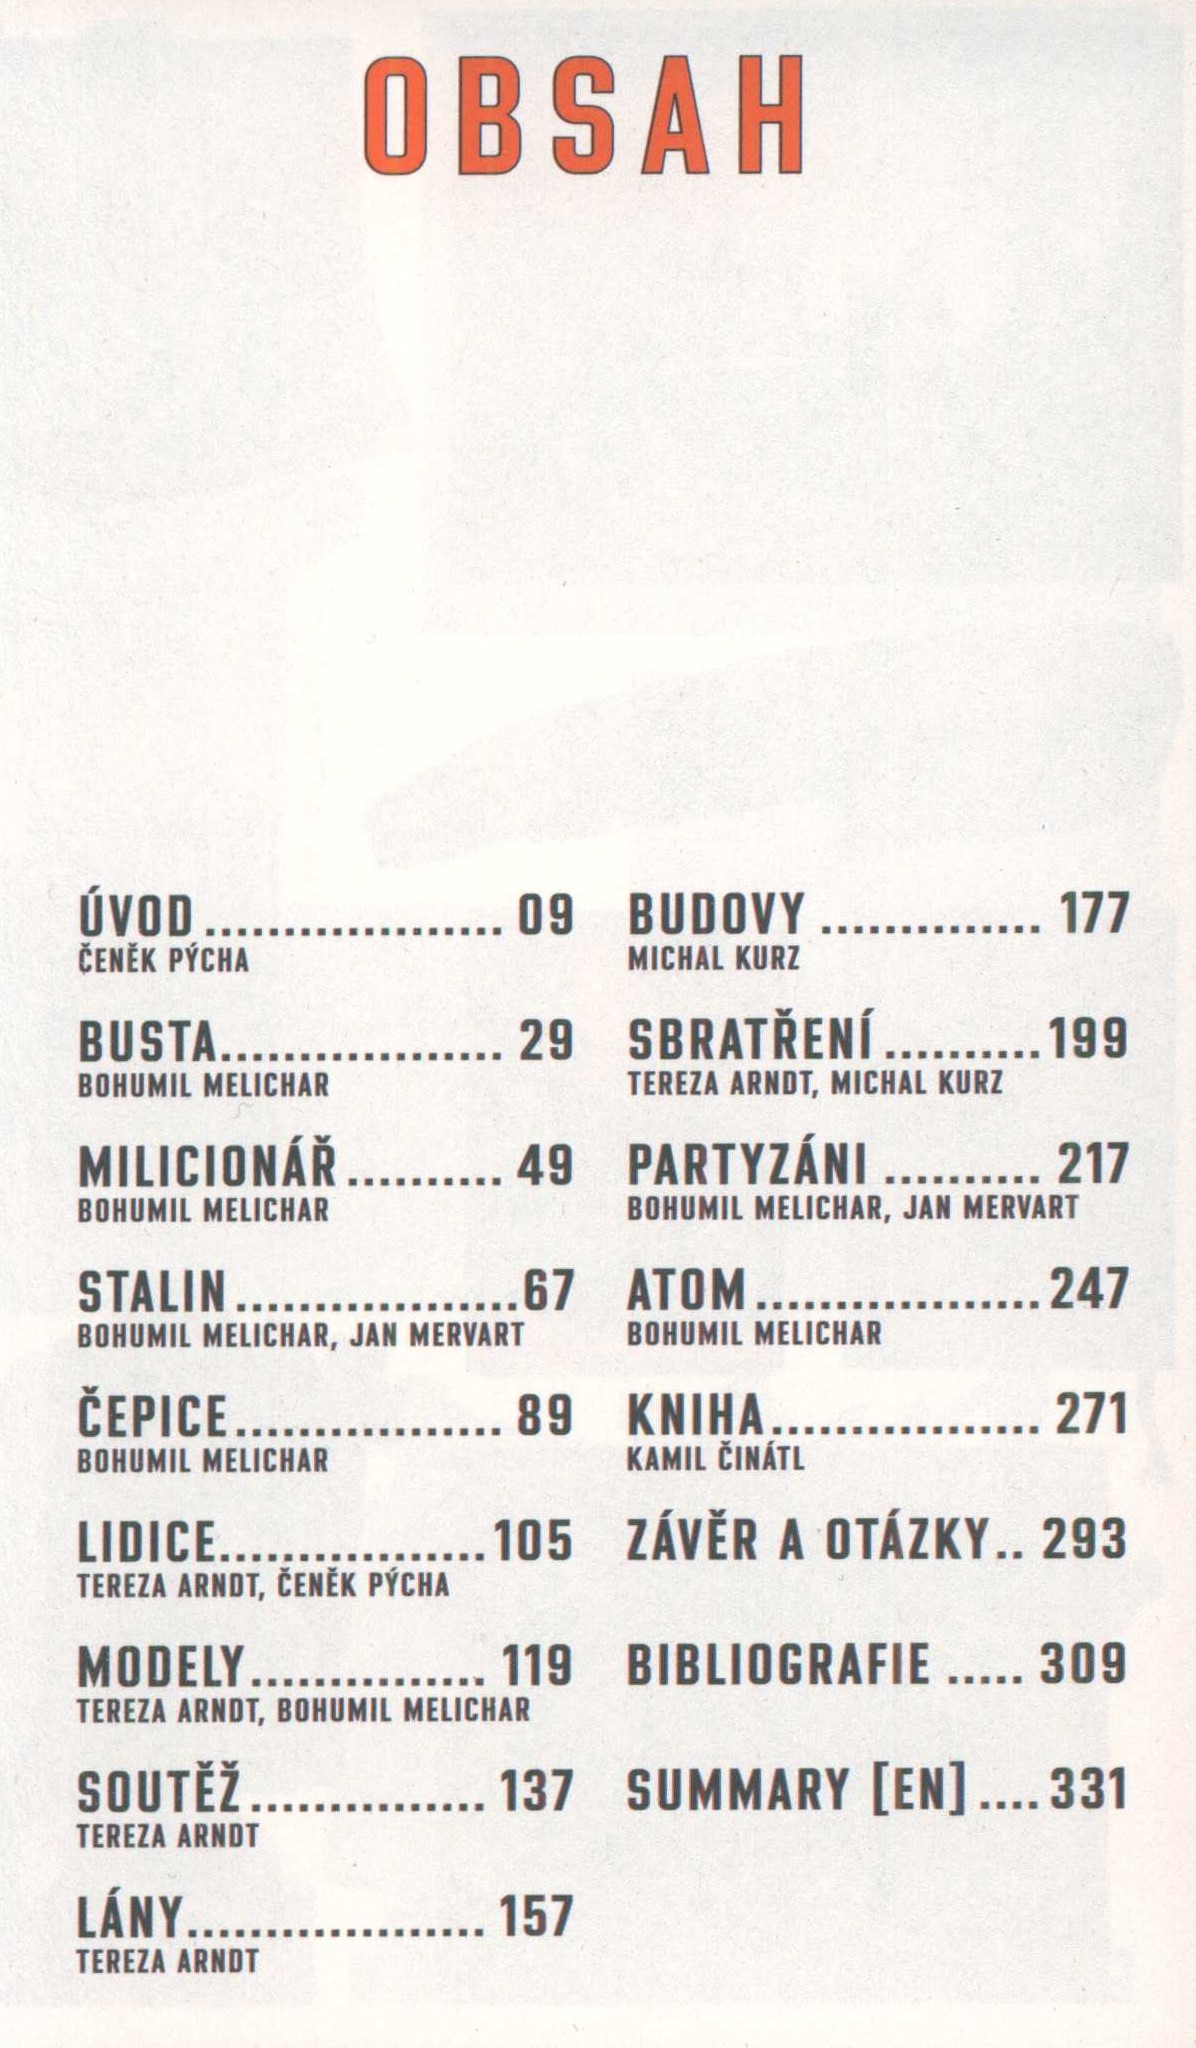 OBSAH
ÚVOD ................... 09
ČENĚK PÝCHA
BUSTA.................. 29
BOHUMIL MELICHAR
MILICIONÁŘ.......... 49
BOHUMIL MELICHAR
STALIN..................67
BOHUMIL MELICHAR, JAN MERVART
ČEPICE................. 89
BOHUMIL MELICHAR
LIDICE.................105
TEREZA ARNDT, ČENĚK PÝCHA
MODELY............... 119
TEREZA ARNDT, BOHUMIL MELICHAR
SOUTĚŽ............... 137
TEREZA ARNDT
LÁNY................... 157
TEREZA ARNDT
BUDOVY .............. 177
MICHAL KURZ
SBRATŘENÍ..........199
TEREZA ARNDT, MICHAL KURZ
PARTYZÁNI .......... 217
BOHUMIL MELICHAR, JAN MERVART
ATOM..................247
BOHUMIL MELICHAR
KNIHA................. 271
KAMIL ČINÁTL
ZÁVĚR A OTÁZKY.. 293
BIBLIOGRAFIE ..... 309
SUMMARY [EN]....331